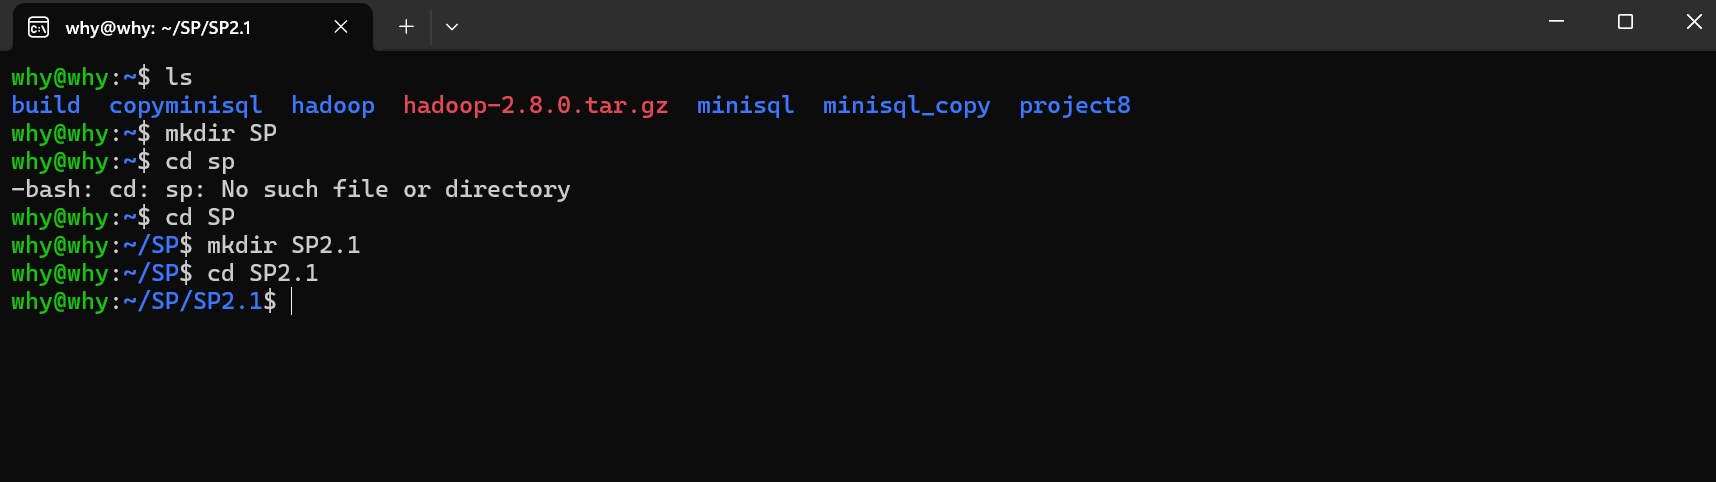 why@why: ~/SP/SP2.1
why@why:~$ ls
build  copyminisql  hadoop  hadoop-2.8.0.tar.gz  minisql  minisql_copy  project8
why@why:~$ mkdir SP
why@why:~$ cd sp
-bash: cd: sp: No such file or directory
why@why:~$ cd SP
why@why:~/SP$ mkdir SP2.1
why@why:~/SP$ cd SP2.1
why@why:~/SP/SP2.1$